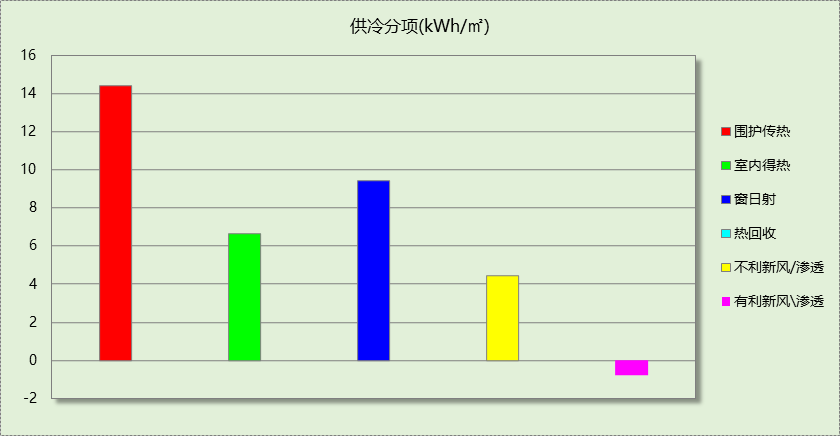 供冷分项(kWh/㎡)
16
14
12
10
8
6
4
2
0
-2
围护传热
室内得热
窗日射
热回收
不利新风/渗透
有利新风\渗透